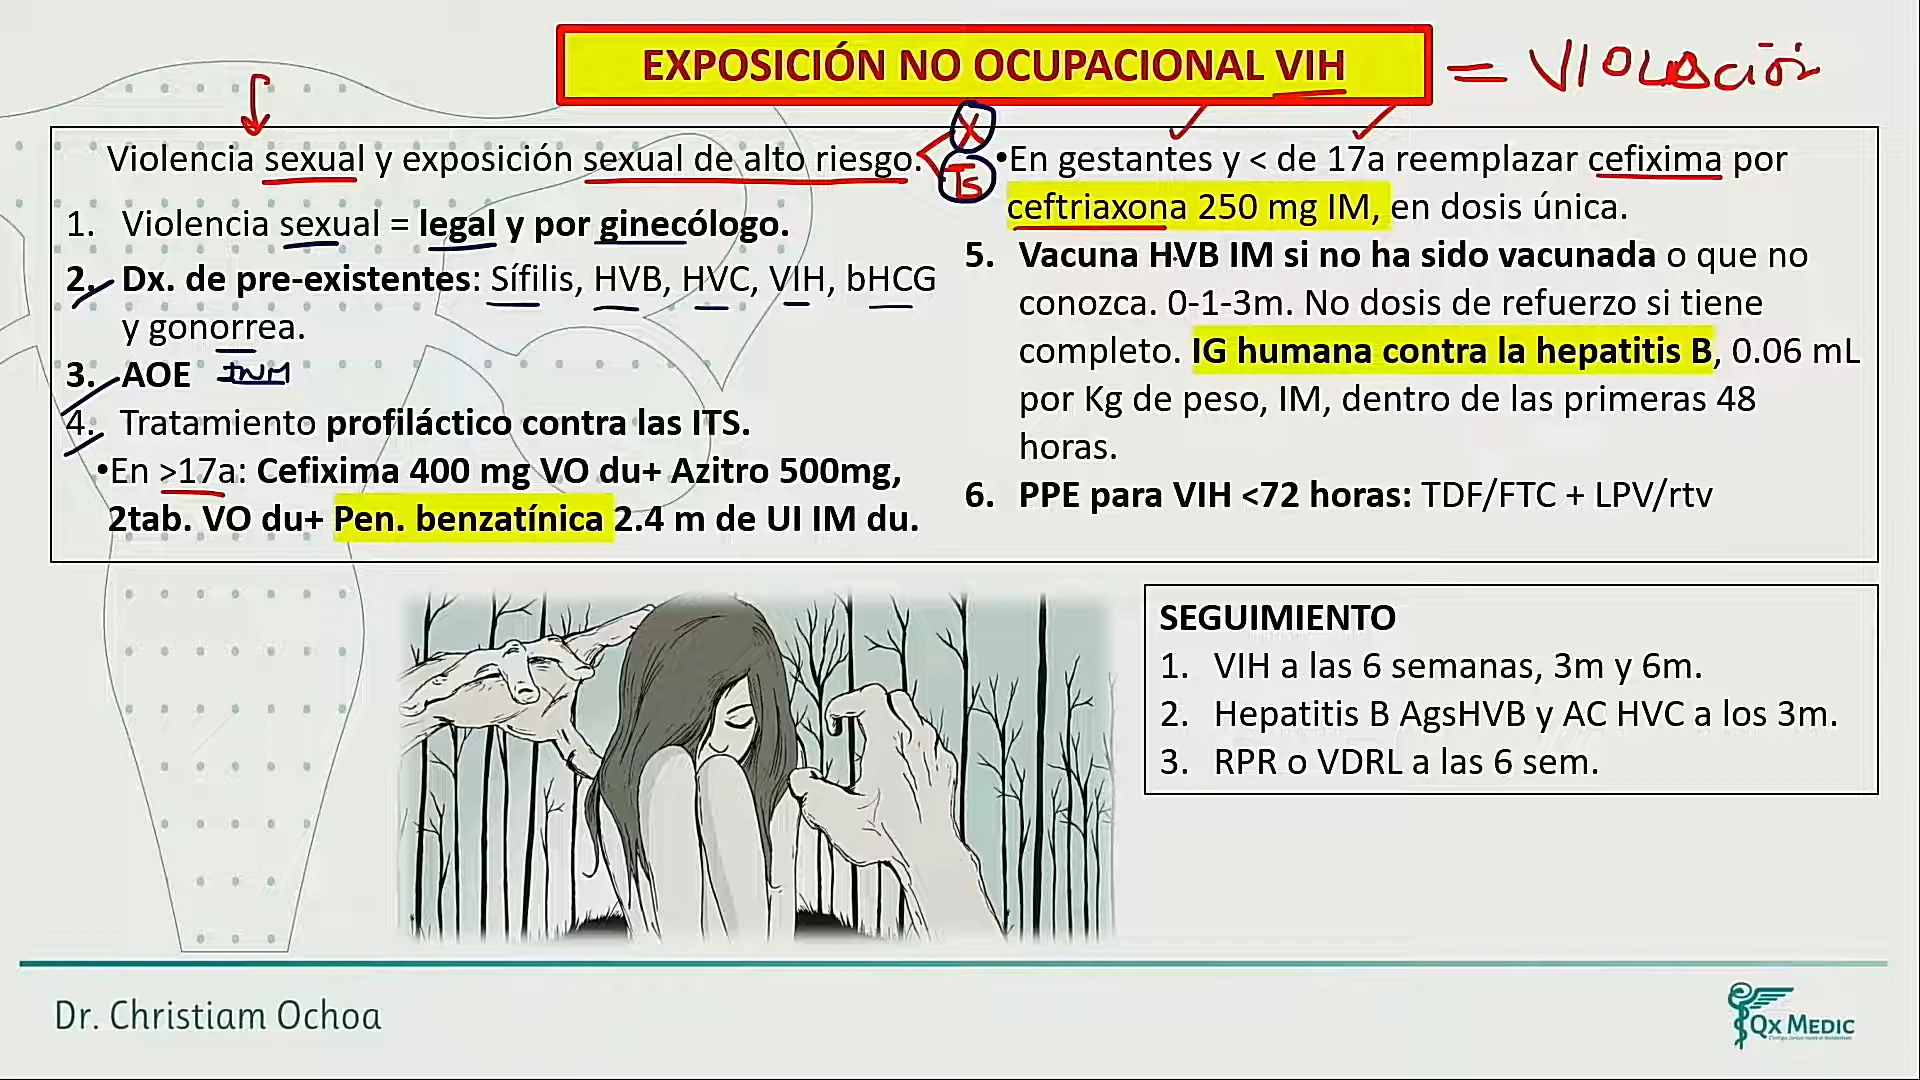 EXPOSICIÓN NO OCUPACIONAL VIH = VIOLACIÓN
Violencia sexual y exposición sexual de alto riesgo.
X
TS
1. Violencia sexual = legal y por ginecólogo.
2. Dx. de pre-existentes: Sífilis, HVB, HVC, VIH, bHCG
y gonorrea.
3. AOE INM
4. Tratamiento profiláctico contra las ITS.
•En >17a: Cefixima 400 mg VO du+ Azitro 500mg,
2tab. VO du+ Pen. benzatínica 2.4 m de UI IM du.
•En gestantes y < de 17a reemplazar cefixima por
ceftriaxona 250 mg IM, en dosis única.
5. Vacuna HVB IM si no ha sido vacunada o que no
conozca. 0-1-3m. No dosis de refuerzo si tiene
completo. IG humana contra la hepatitis B, 0.06 mL
por Kg de peso, IM, dentro de las primeras 48
horas.
6. PPE para VIH <72 horas: TDF/FTC + LPV/rtv
SEGUIMIENTO
1. VIH a las 6 semanas, 3m y 6m.
2. Hepatitis B AgsHVB y AC HVC a los 3m.
3. RPR o VDRL a las 6 sem.
Dr. Christiam Ochoa
QX MEDIC